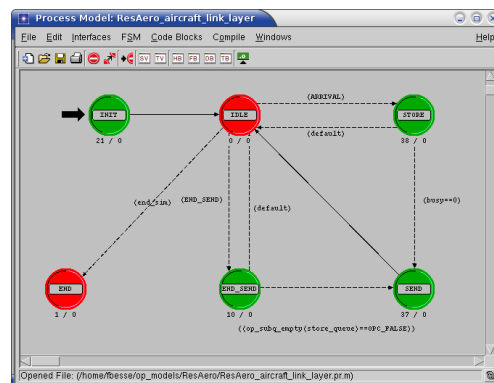 Process Model: ResAero_aircraft_link_layer
File Edit Interfaces FSM Code Blocks Compile Windows Help
SV TV HB FB DB TB
(ARRIVAL)
INIT
IDLE
STORE
21 / 0
0 / 0
(default)
38 / 0
(end_sim)
(END_SEND)
(default)
(busy==0)
END
END_SEND
SEND
1 / 0
10 / 0
37 / 0
((op_subq_empty(store_queue)==OPC_FALSE))
Opened File: (/home/fbesse/op_models/ResAero/ResAero_aircraft_link_layer.pr.m)